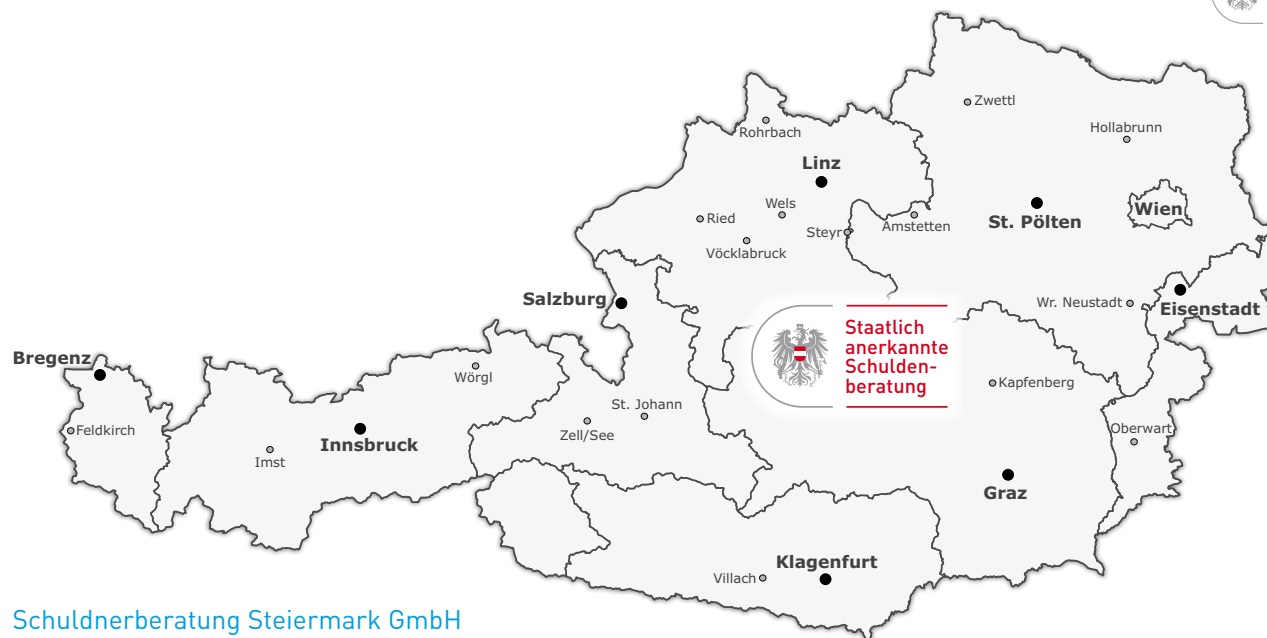 Zwettl
Hollabrunn
Rohrbach
Linz
Wien
Wels
Ried
St. Pölten
Amstetten
Steyr
Vöcklabruck
Salzburg
Wr. Neustadt
Eisenstadt
Staatlich
anerkannte
Schulden-
beratung
Bregenz
Wörgl
Kapfenberg
St. Johann
Feldkirch
Zell/See
Oberwart
Innsbruck
Imst
Graz
Klagenfurt
Villach
Schuldnerberatung Steiermark GmbH